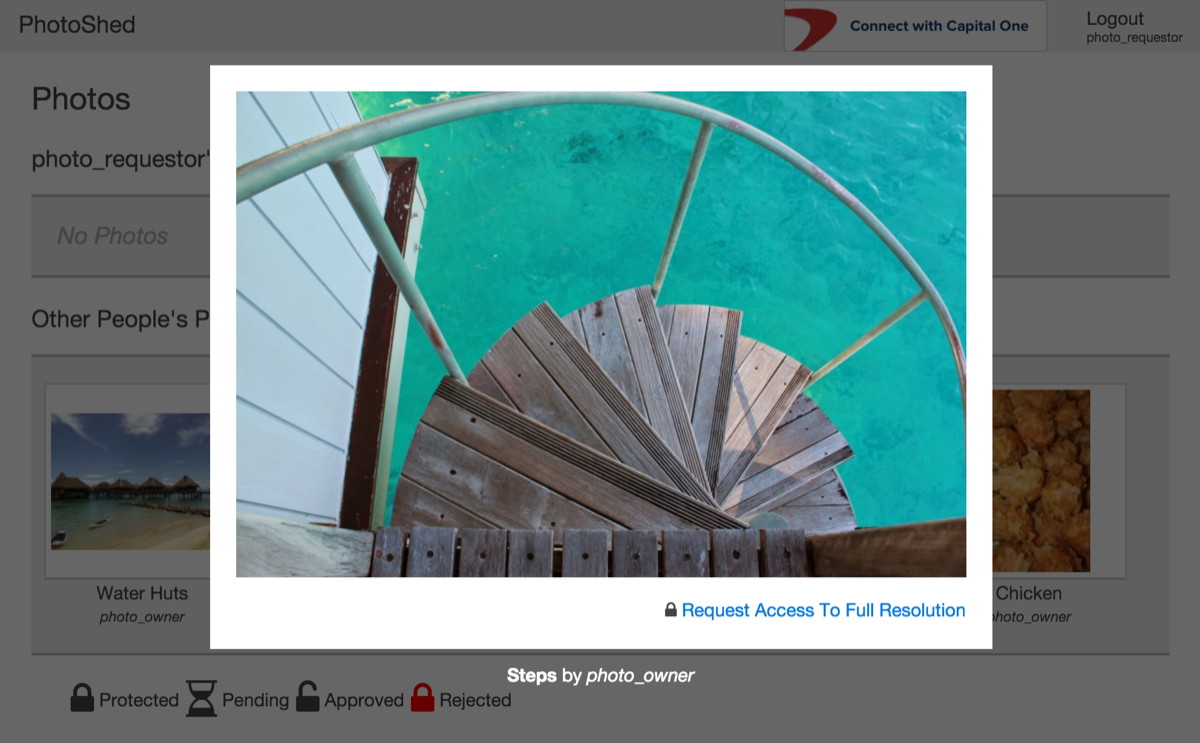 PhotoShed
Connect with Capital One
Logout
photo_requestor
Photos
photo_requestor'
No Photos
Other People's P
Water Huts
photo_owner
Chicken
photo_owner
Request Access To Full Resolution
Steps by photo_owner
Protected Pending Approved Rejected